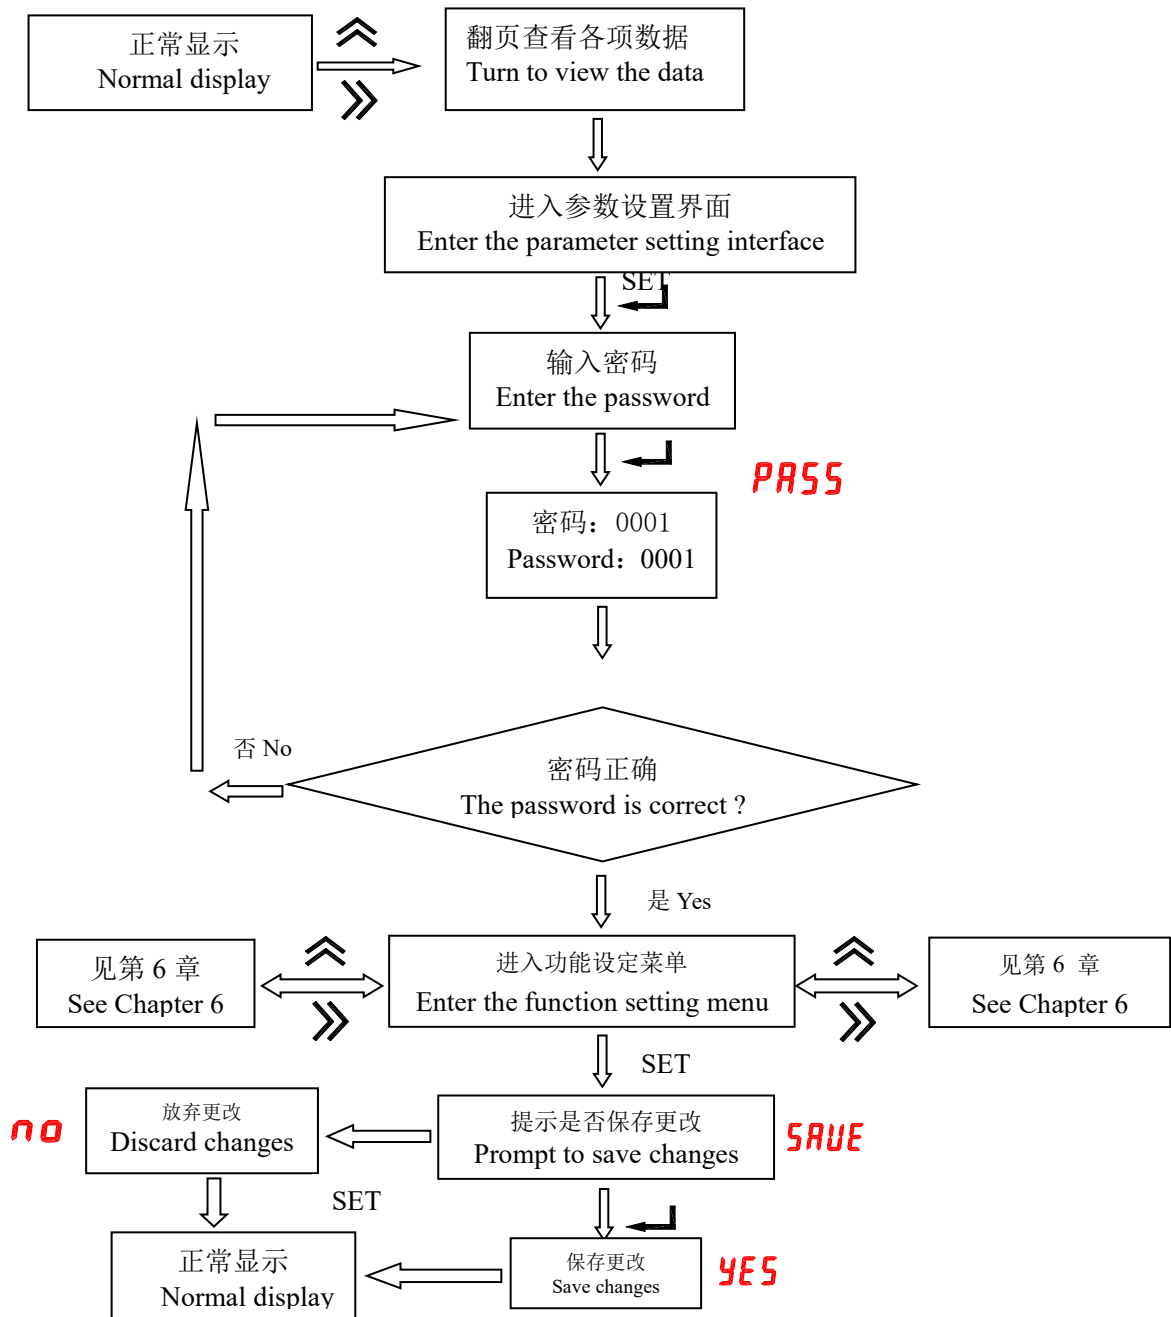 正常显示
Normal display
翻页查看各项数据
Turn to view the data
进入参数设置界面
Enter the parameter setting interface
SET
输入密码
Enter the password
PASS
密码：0001
Password：0001
否 No
密码正确
The password is correct ?
是 Yes
见第 6 章
See Chapter 6
进入功能设定菜单
Enter the function setting menu
见第 6 章
See Chapter 6
SET
no
放弃更改
Discard changes
提示是否保存更改
Prompt to save changes
SAVE
SET
正常显示
Normal display
保存更改
Save changes
YES